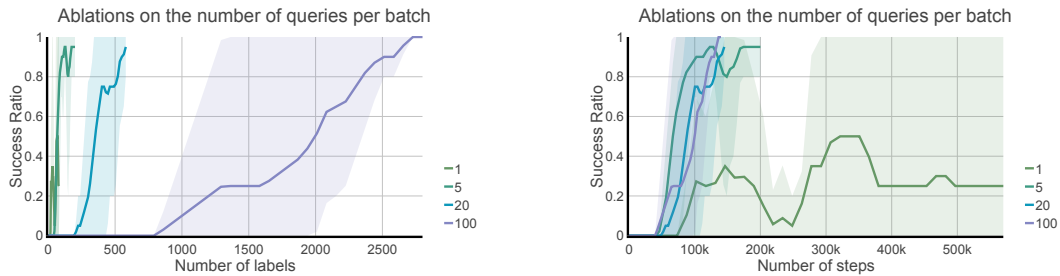 Ablations on the number of queries per batch
1
0.8
0.6
0.4
0.2
0
Success Ratio
0
500
1000
1500
2000
2500
Number of labels
1
5
20
100
Ablations on the number of queries per batch
1
0.8
0.6
0.4
0.2
0
Success Ratio
0
100k
200k
300k
400k
500k
Number of steps
1
5
20
100